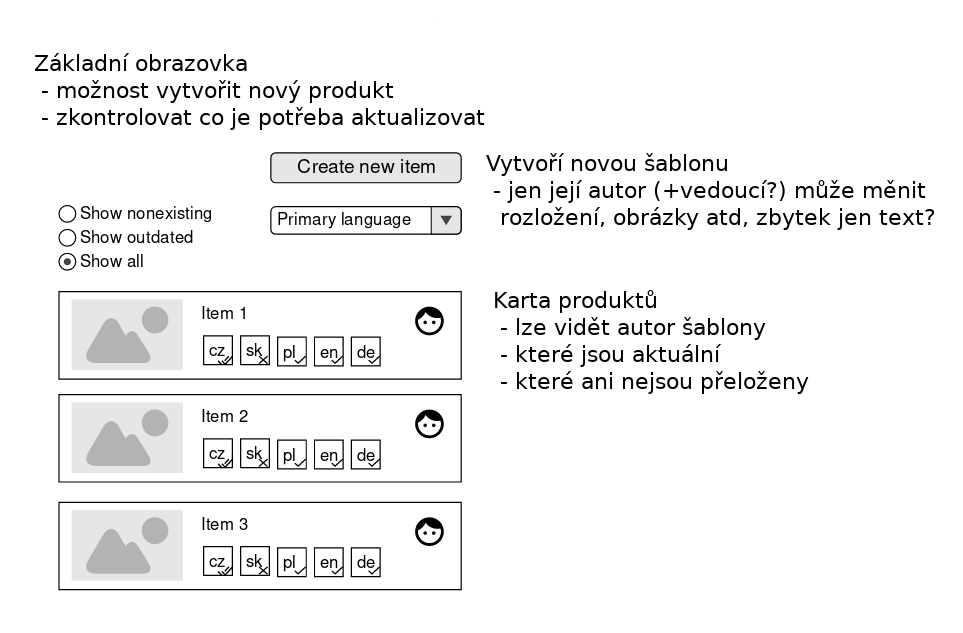 Základní obrazovka
- možnost vytvořit nový produkt
- zkontrolovat co je potřeba aktualizovat
Create new item
Vytvoří novou šablonu
- jen její autor (+vedoucí?) může měnit
rozložení, obrázky atd, zbytek jen text?
Show nonexisting
Show outdated
Show all
Primary language
Karta produktů
- lze vidět autor šablony
- které jsou aktuální
- které ani nejsou přeloženy
Item 1
cz sk pl en de
Item 2
cz sk pl en de
Item 3
cz sk pl en de